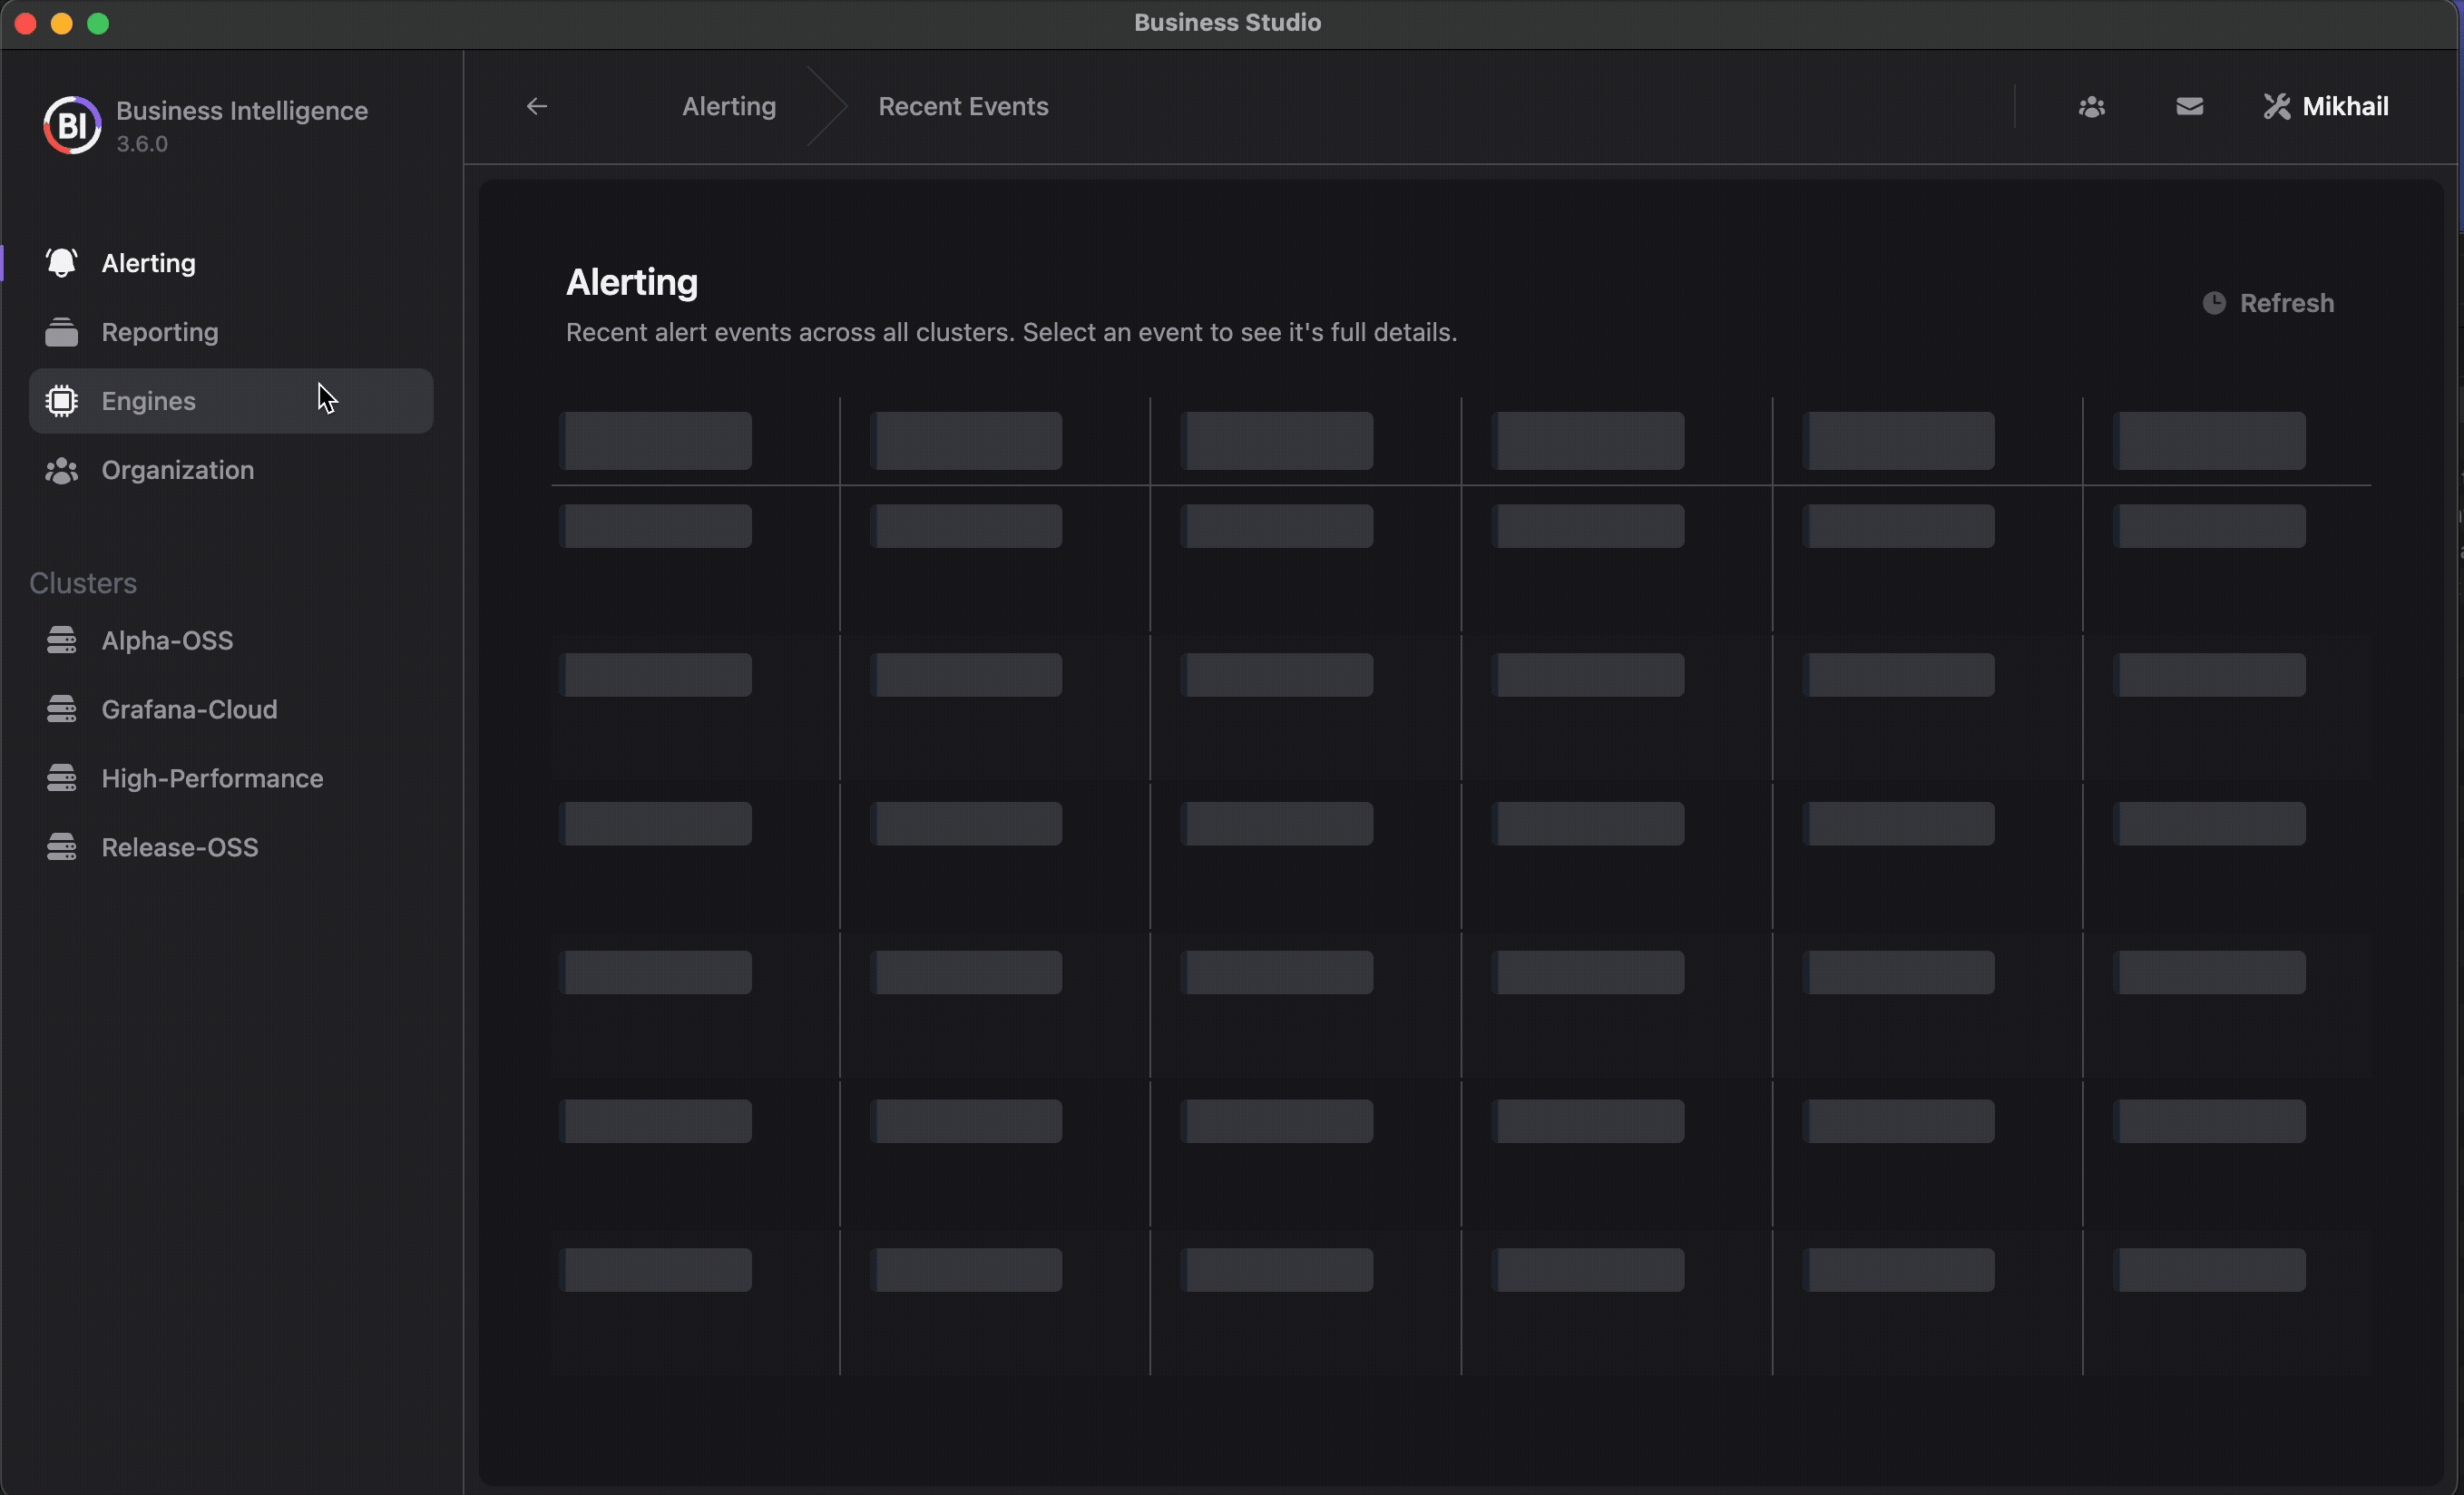 Business Studio
BI
Business Intelligence
3.6.0
Alerting
Recent Events
Mikhail
Alerting
Reporting
Engines
Organization
Clusters
Alpha-OSS
Grafana-Cloud
High-Performance
Release-OSS
Alerting
Recent alert events across all clusters. Select an event to see it's full details.
Refresh